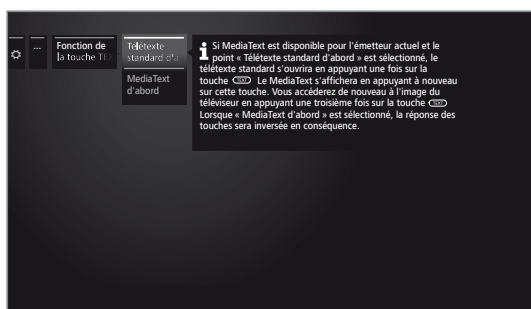 ...
Fonction de
la touche TEX
Télétexte
standard d'a
MediaText
d'abord
Si MediaText est disponible pour l'émetteur actuel et le
point « Télétexte standard d'abord » est sélectionné, le
télétexte standard s'ouvrira en appuyant une fois sur la
touche TEXT Le MediaText s'affichera en appuyant à nouveau
sur cette touche. Vous accéderez de nouveau à l'image du
téléviseur en appuyant une troisième fois sur la touche TEXT
Lorsque « MediaText d'abord » est sélectionné, la réponse des
touches sera inversée en conséquence.